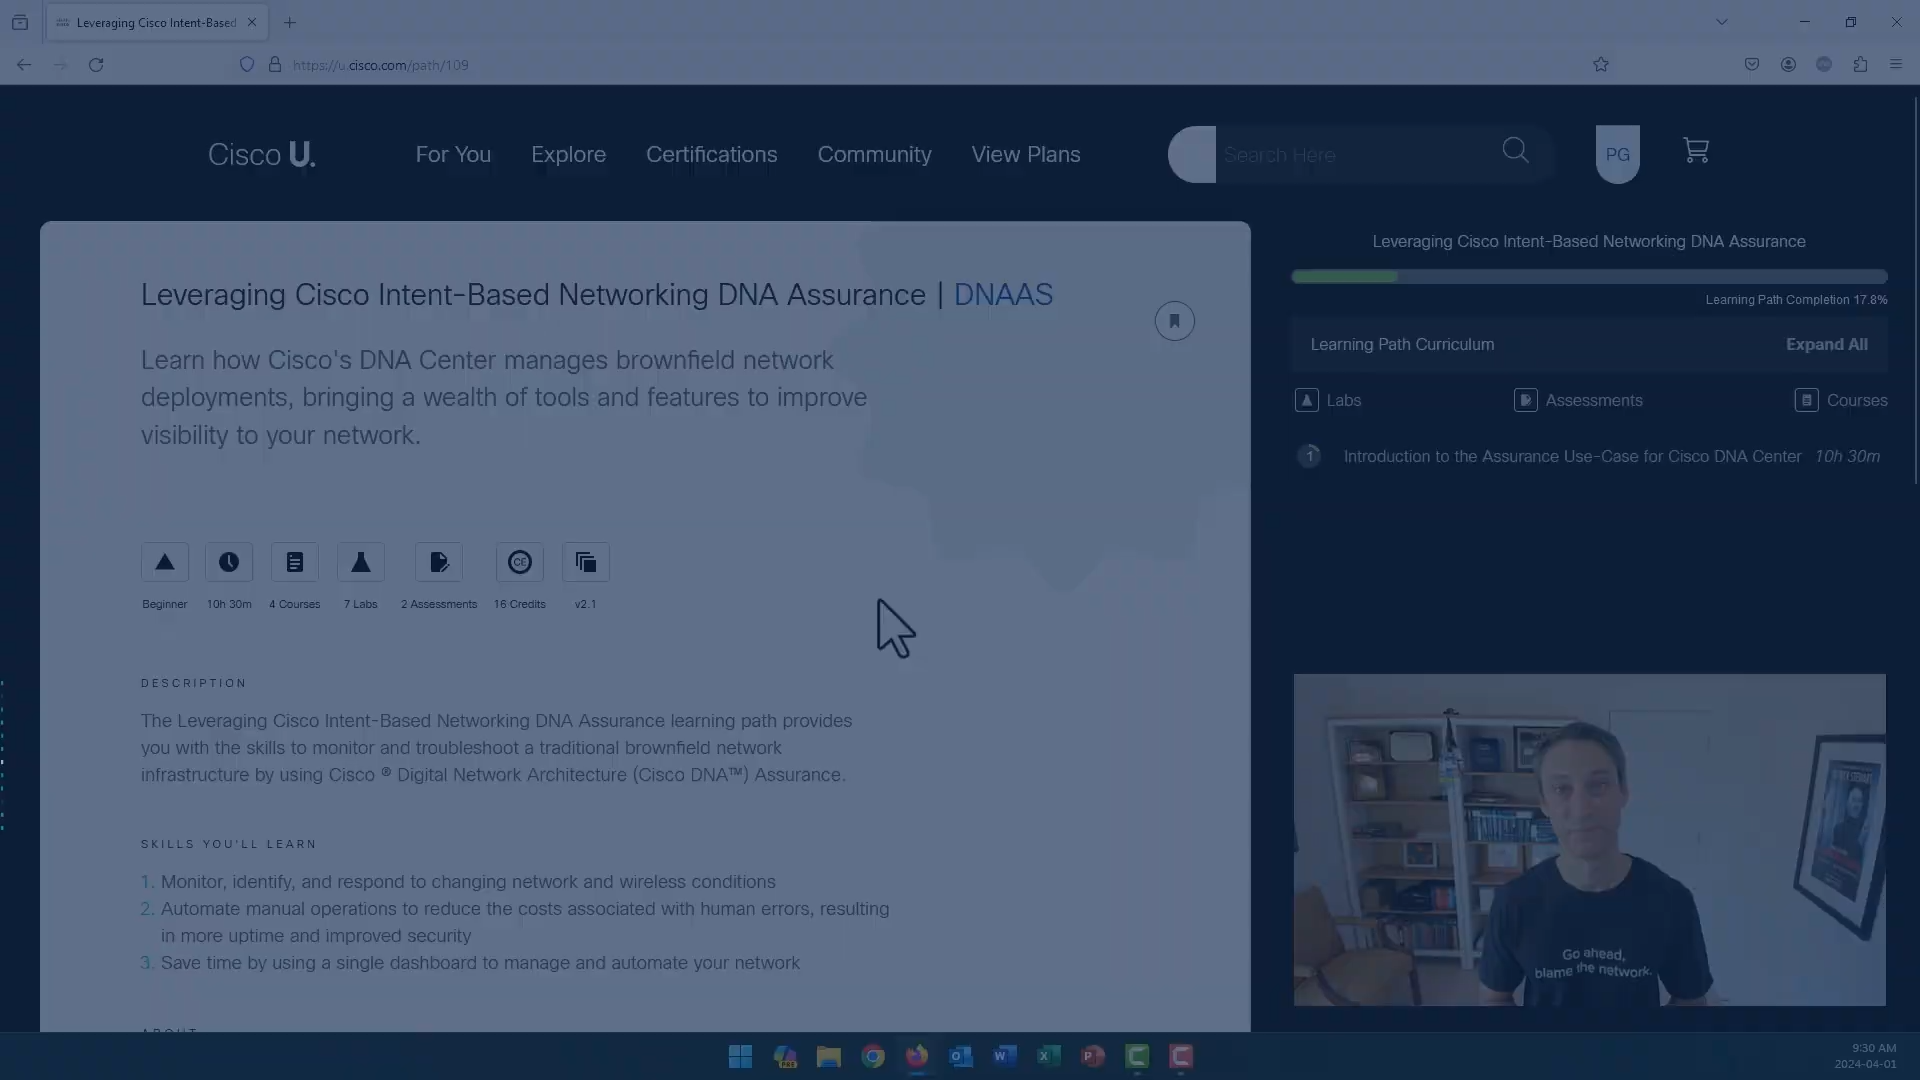 Leveraging Cisco Intent-Based
https://u.cisco.com/path/109
Cisco U.
For You
Explore
Certifications
Community
View Plans
Search Here
PG
Leveraging Cisco Intent-Based Networking DNA Assurance | DNAAS
Learn how Cisco's DNA Center manages brownfield network
deployments, bringing a wealth of tools and features to improve
visibility to your network.
CE
Beginner
10h 30m
4 Courses
7 Labs
2 Assessments
16 Credits
v2.1
DESCRIPTION
The Leveraging Cisco Intent-Based Networking DNA Assurance learning path provides
you with the skills to monitor and troubleshoot a traditional brownfield network
infrastructure by using Cisco ® Digital Network Architecture (Cisco DNA™) Assurance.
SKILLS YOU'LL LEARN
1. Monitor, identify, and respond to changing network and wireless conditions
2. Automate manual operations to reduce the costs associated with human errors, resulting
in more uptime and improved security
3. Save time by using a single dashboard to manage and automate your network
ABOUT
Leveraging Cisco Intent-Based Networking DNA Assurance
Learning Path Completion 17.8%
Learning Path Curriculum
Expand All
Labs
Assessments
Courses
1 Introduction to the Assurance Use-Case for Cisco DNA Center 10h 30m
Go ahead,
blame the network.
9:30 AM
2024-04-01